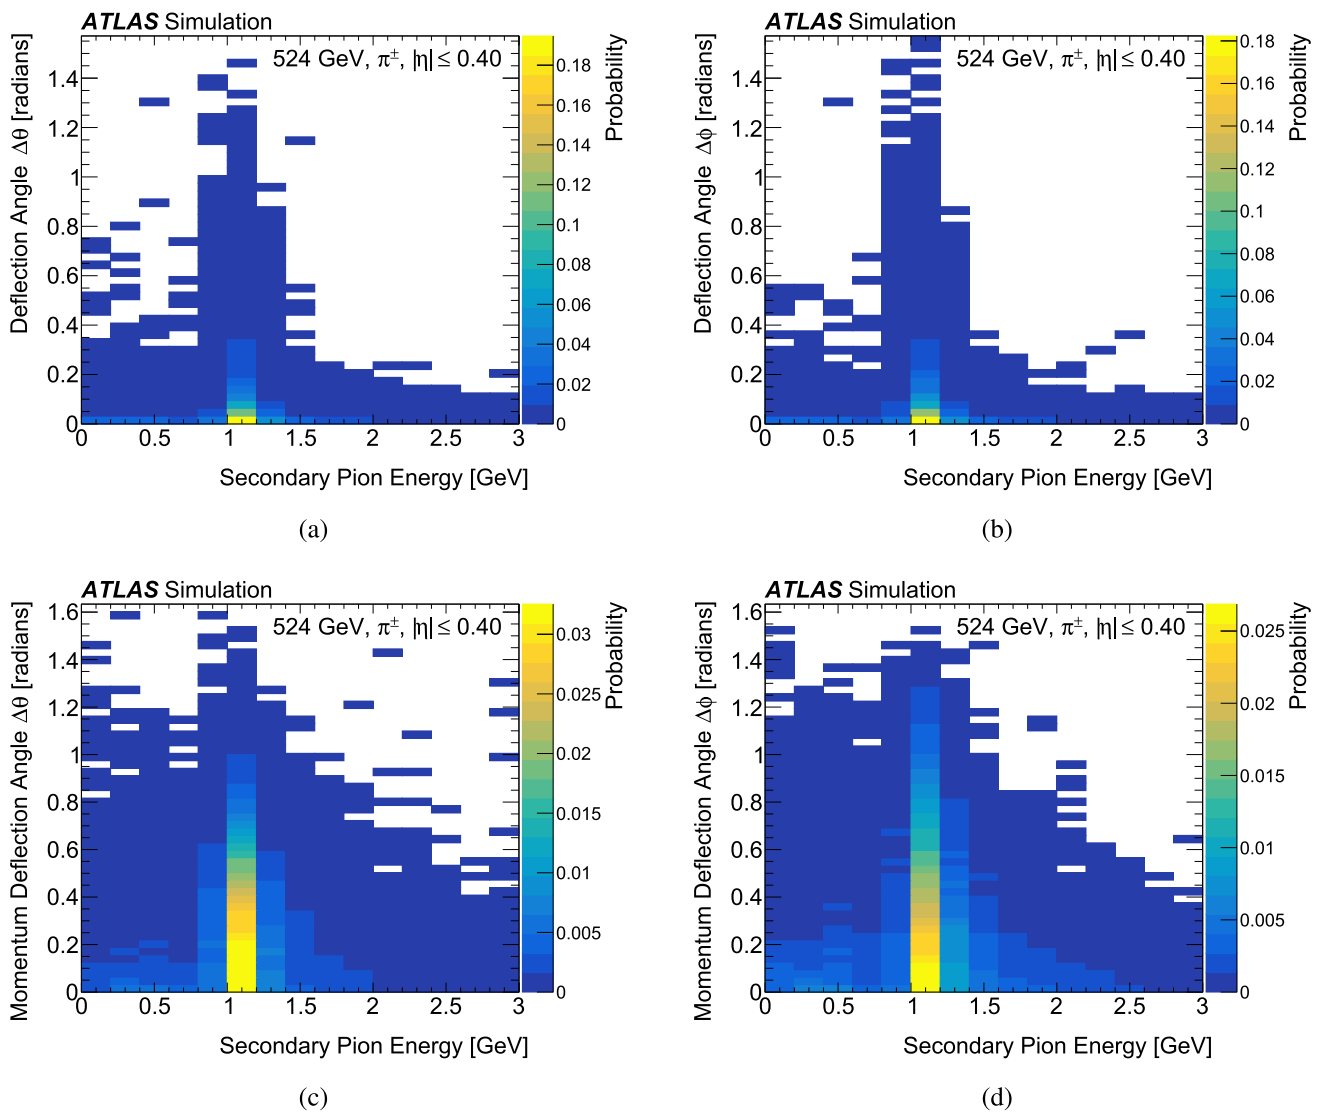 ATLAS Simulation
524 GeV, π±, |η| ≤ 0.40
Deflection Angle Δθ [radians]
1.4
1.2
1
0.8
0.6
0.4
0.2
0
0 0.5 1 1.5 2 2.5 3
Secondary Pion Energy [GeV]
Probability
0.18
0.16
0.14
0.12
0.1
0.08
0.06
0.04
0.02
0
(a)
ATLAS Simulation
524 GeV, π±, |η| ≤ 0.40
Deflection Angle Δϕ [radians]
1.4
1.2
1
0.8
0.6
0.4
0.2
0
0 0.5 1 1.5 2 2.5 3
Secondary Pion Energy [GeV]
Probability
0.18
0.16
0.14
0.12
0.1
0.08
0.06
0.04
0.02
0
(b)
ATLAS Simulation
524 GeV, π±, |η| ≤ 0.40
Momentum Deflection Angle Δθ [radians]
1.6
1.4
1.2
1
0.8
0.6
0.4
0.2
0
0 0.5 1 1.5 2 2.5 3
Secondary Pion Energy [GeV]
Probability
0.03
0.025
0.02
0.015
0.01
0.005
0
(c)
ATLAS Simulation
524 GeV, π±, |η| ≤ 0.40
Momentum Deflection Angle Δϕ [radians]
1.6
1.4
1.2
1
0.8
0.6
0.4
0.2
0
0 0.5 1 1.5 2 2.5 3
Secondary Pion Energy [GeV]
Probability
0.025
0.02
0.015
0.01
0.005
0
(d)